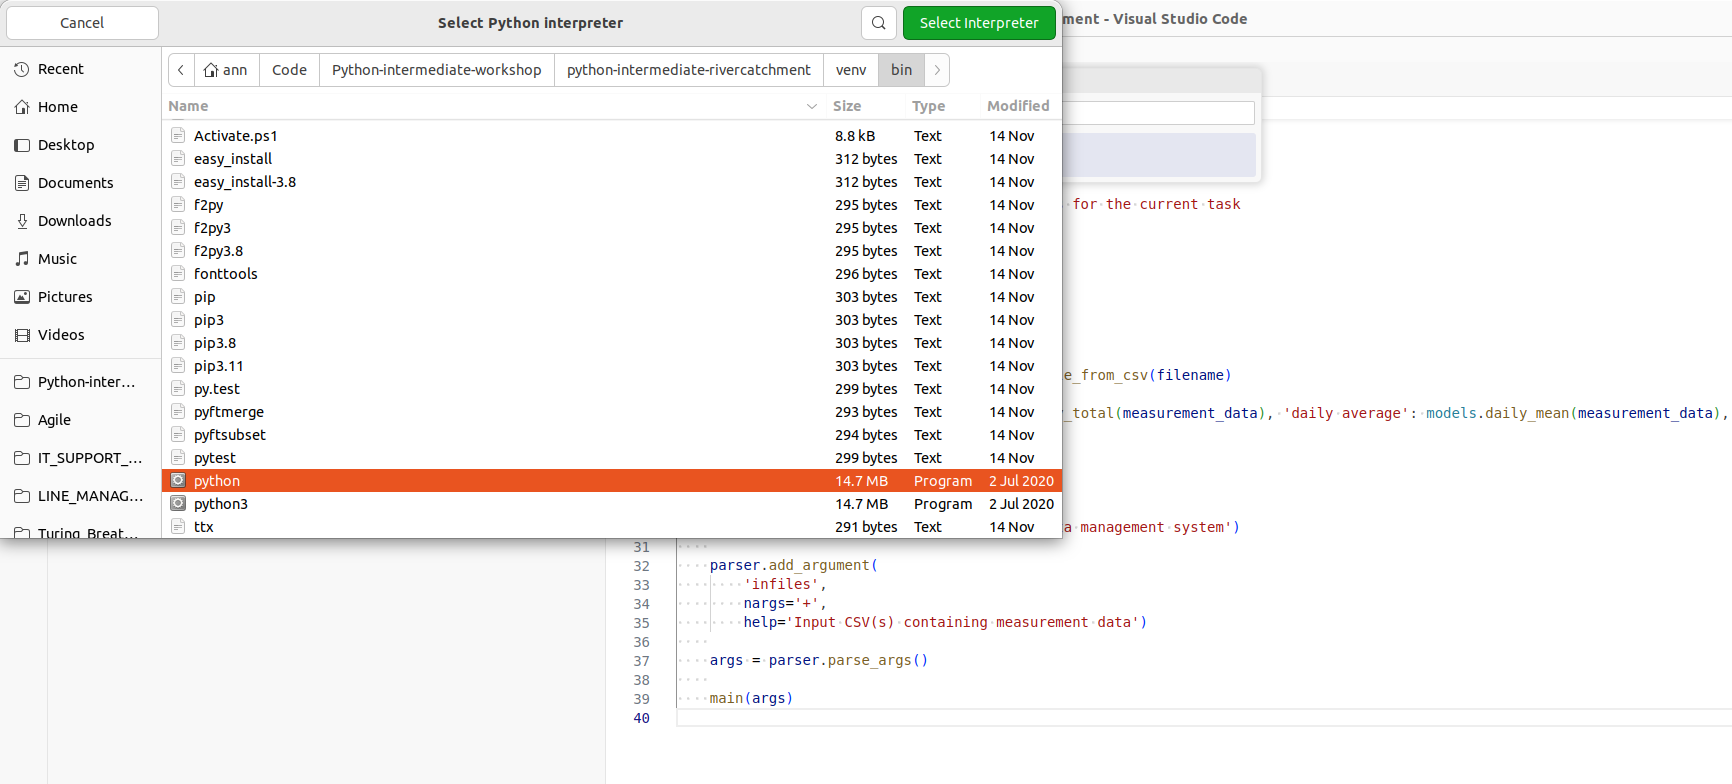 Cancel
Select Python interpreter
Select Interpreter
ment - Visual Studio Code
Recent
Home
Desktop
Documents
Downloads
Music
Pictures
Videos
Python-inter...
Agile
IT_SUPPORT_...
LINE_MANAG...
Turing_Breat...
ann Code Python-intermediate-workshop python-intermediate-rivercatchment venv bin
Name Size Type Modified
Activate.ps1 8.8 kB Text 14 Nov
easy_install 312 bytes Text 14 Nov
easy_install-3.8 312 bytes Text 14 Nov
f2py 295 bytes Text 14 Nov
f2py3 295 bytes Text 14 Nov
f2py3.8 295 bytes Text 14 Nov
fonttools 296 bytes Text 14 Nov
pip 303 bytes Text 14 Nov
pip3 303 bytes Text 14 Nov
pip3.8 303 bytes Text 14 Nov
pip3.11 303 bytes Text 14 Nov
py.test 299 bytes Text 14 Nov
pyftmerge 293 bytes Text 14 Nov
pyftsubset 294 bytes Text 14 Nov
pytest 299 bytes Text 14 Nov
python 14.7 MB Program 2 Jul 2020
python3 14.7 MB Program 2 Jul 2020
ttx 291 bytes Text 14 Nov
for the current task
e_from_csv(filename)
_total(measurement_data), 'daily average': models.daily_mean(measurement_data),
a management system')
31
32 parser.add_argument(
33 'infiles',
34 nargs='+',
35 help='Input CSV(s) containing measurement data')
36
37 args = parser.parse_args()
38
39 main(args)
40